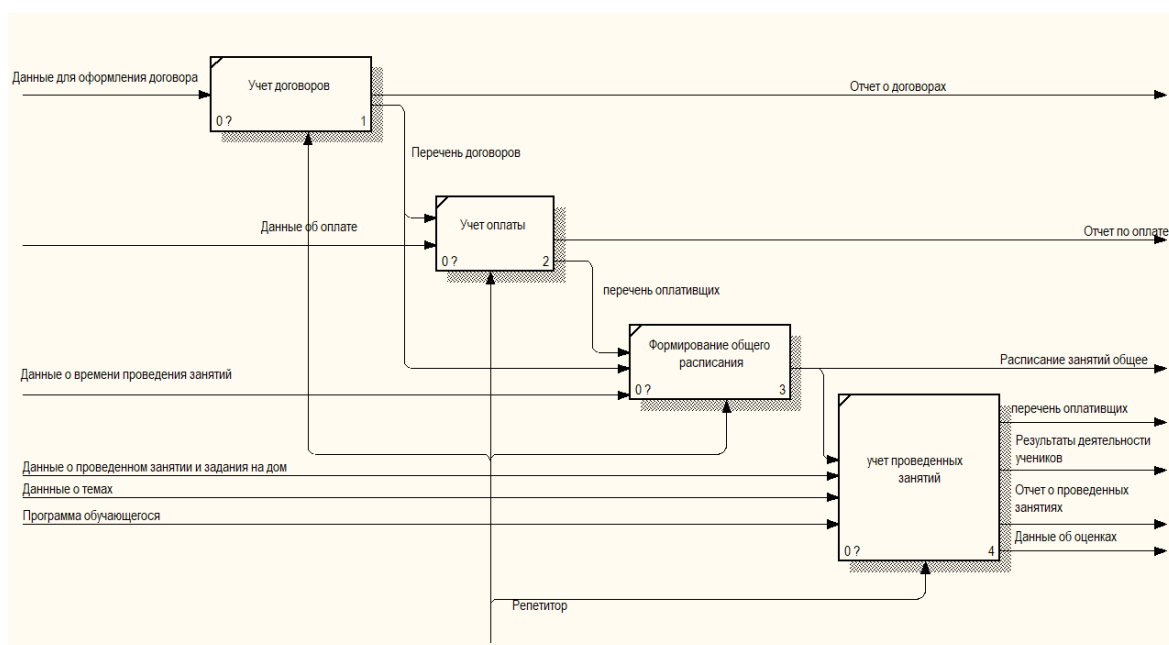 Данные для оформления договора
Учет договоров
0 ?
1
Отчет о договорах
Перечень договоров
Данные об оплате
Учет оплаты
0 ?
2
Отчет по оплате
перечень оплативщих
Формирование общего
расписания
0 ?
3
Данные о времени проведения занятий
Расписание занятий общее
перечень оплативщих
Результаты деятельности
учеников
учет проведенных
занятий
0 ?
4
Отчет о проведенных
занятиях
Данные об оценках
Данные о проведенном занятии и задания на дом
Даннные о темах
Программа обучающегося
Репетитор